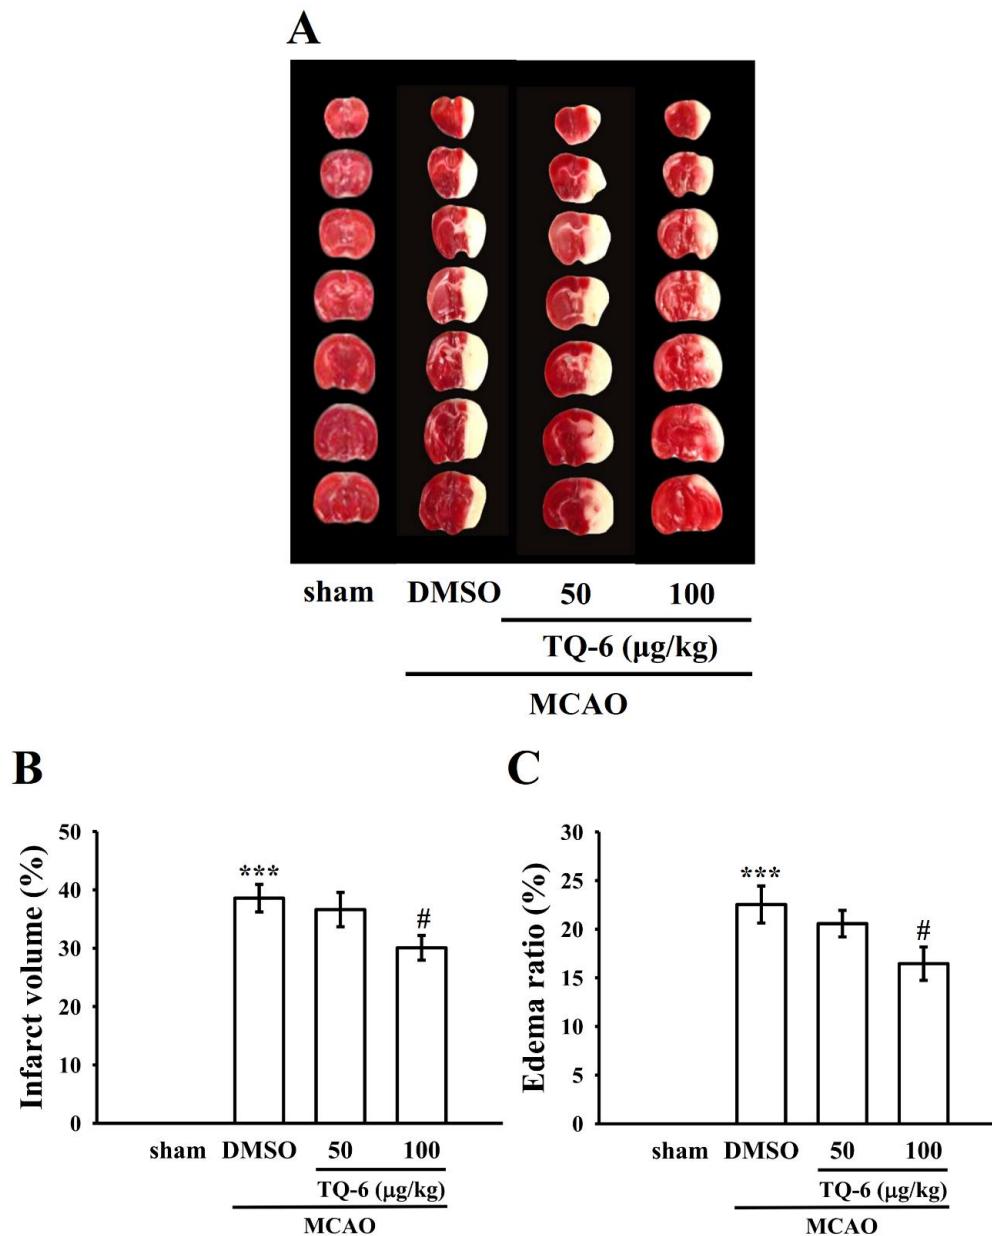 A
sham DMSO 50 100
TQ-6 (μg/kg)
MCAO
B
Infarct volume (%)
50
40
30
20
10
0
***
#
sham DMSO 50 100
TQ-6 (μg/kg)
MCAO
C
Edema ratio (%)
30
25
20
15
10
5
0
***
#
sham DMSO 50 100
TQ-6 (μg/kg)
MCAO